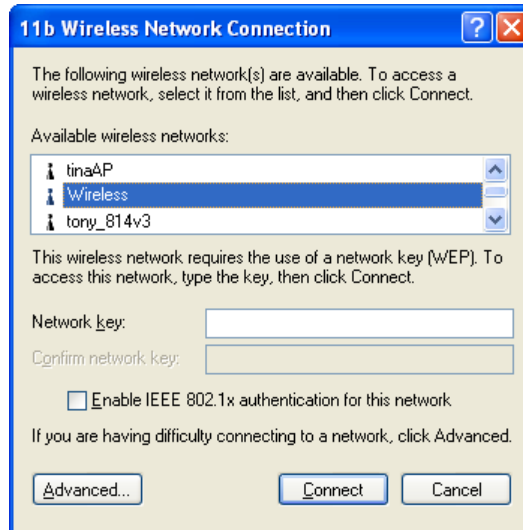 11b Wireless Network Connection
The following wireless network(s) are available. To access a
wireless network, select it from the list, and then click Connect.
Available wireless networks:
tinaAP
Wireless
tony_814v3
This wireless network requires the use of a network key (WEP). To
access this network, type the key, then click Connect.
Network key:
Confirm network key:
Enable IEEE 802.1x authentication for this network
If you are having difficulty connecting to a network, click Advanced.
Advanced... Connect Cancel